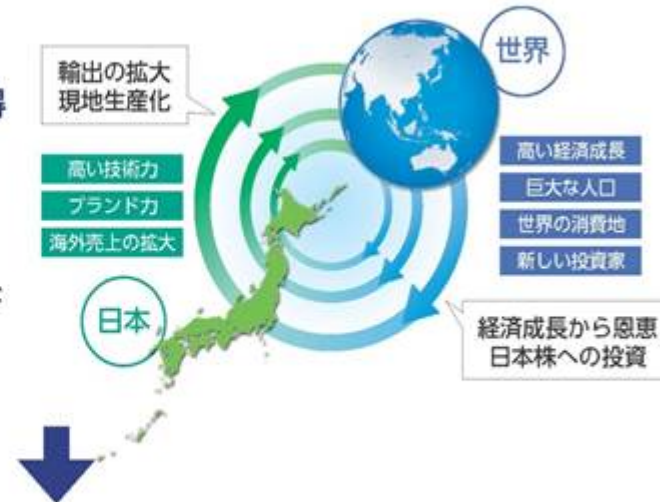 世界
輸出の拡大
現地生産化
高い技術力
ブランド力
海外売上の拡大
高い経済成長
巨大な人口
世界の消費地
新しい投資家
日本
経済成長から恩恵
日本株への投資